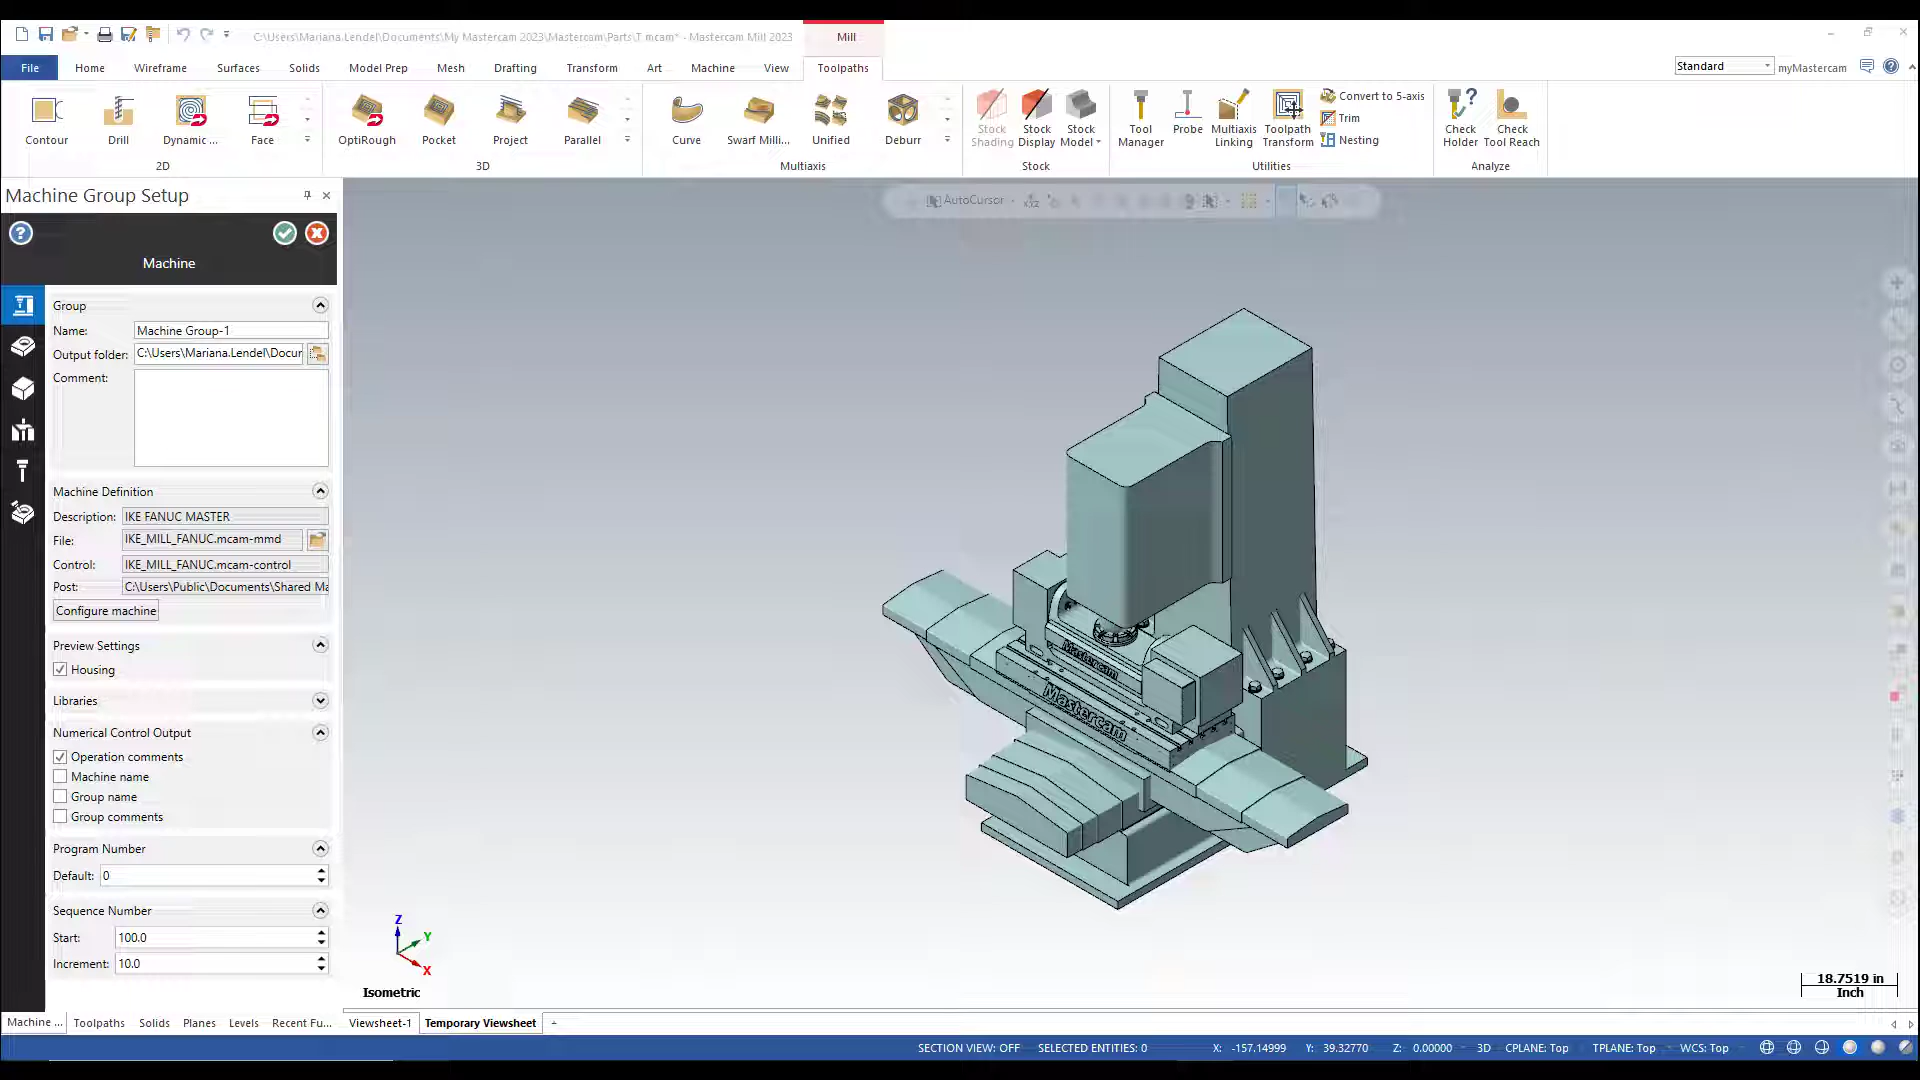 C:\Users\Mariana.Lendel\Documents\My Mastercam 2023\Mastercam\Parts\T.mcam* - Mastercam Mill 2023
Mill
File Home Wireframe Surfaces Solids Model Prep Mesh Drafting Transform Art Machine View Toolpaths
Standard myMastercam
Contour Drill Dynamic ... Face
OptiRough Pocket Project Parallel
Curve Swarf Milli... Unified Deburr
Stock Shading Stock Display Stock Model
Tool Manager Probe Multiaxis Linking Toolpath Transform
Convert to 5-axis
Trim
Nesting
Check Holder Check Tool Reach
2D 3D Multiaxis Stock Utilities Analyze
Machine Group Setup
AutoCursor
Machine
Group
Name: Machine Group-1
Output folder: C:\Users\Mariana.Lendel\Docur
Comment:
Machine Definition
Description: IKE FANUC MASTER
File: IKE_MILL_FANUC.mcam-mmd
Control: IKE_MILL_FANUC.mcam-control
Post: C:\Users\Public\Documents\Shared Ma
Configure machine
Preview Settings
Housing
Libraries
Numerical Control Output
Operation comments
Machine name
Group name
Group comments
Program Number
Default: 0
Sequence Number
Start: 100.0
Increment: 10.0
Mastercam
Mastercam
Z
Y
X
Isometric
18.7519 in
Inch
Machine ... Toolpaths Solids Planes Levels Recent Fu... Viewsheet-1 Temporary Viewsheet +
SECTION VIEW: OFF SELECTED ENTITIES: 0 X: -157.14999 Y: 39.32770 Z: 0.00000 3D CPLANE: Top TPLANE: Top WCS: Top